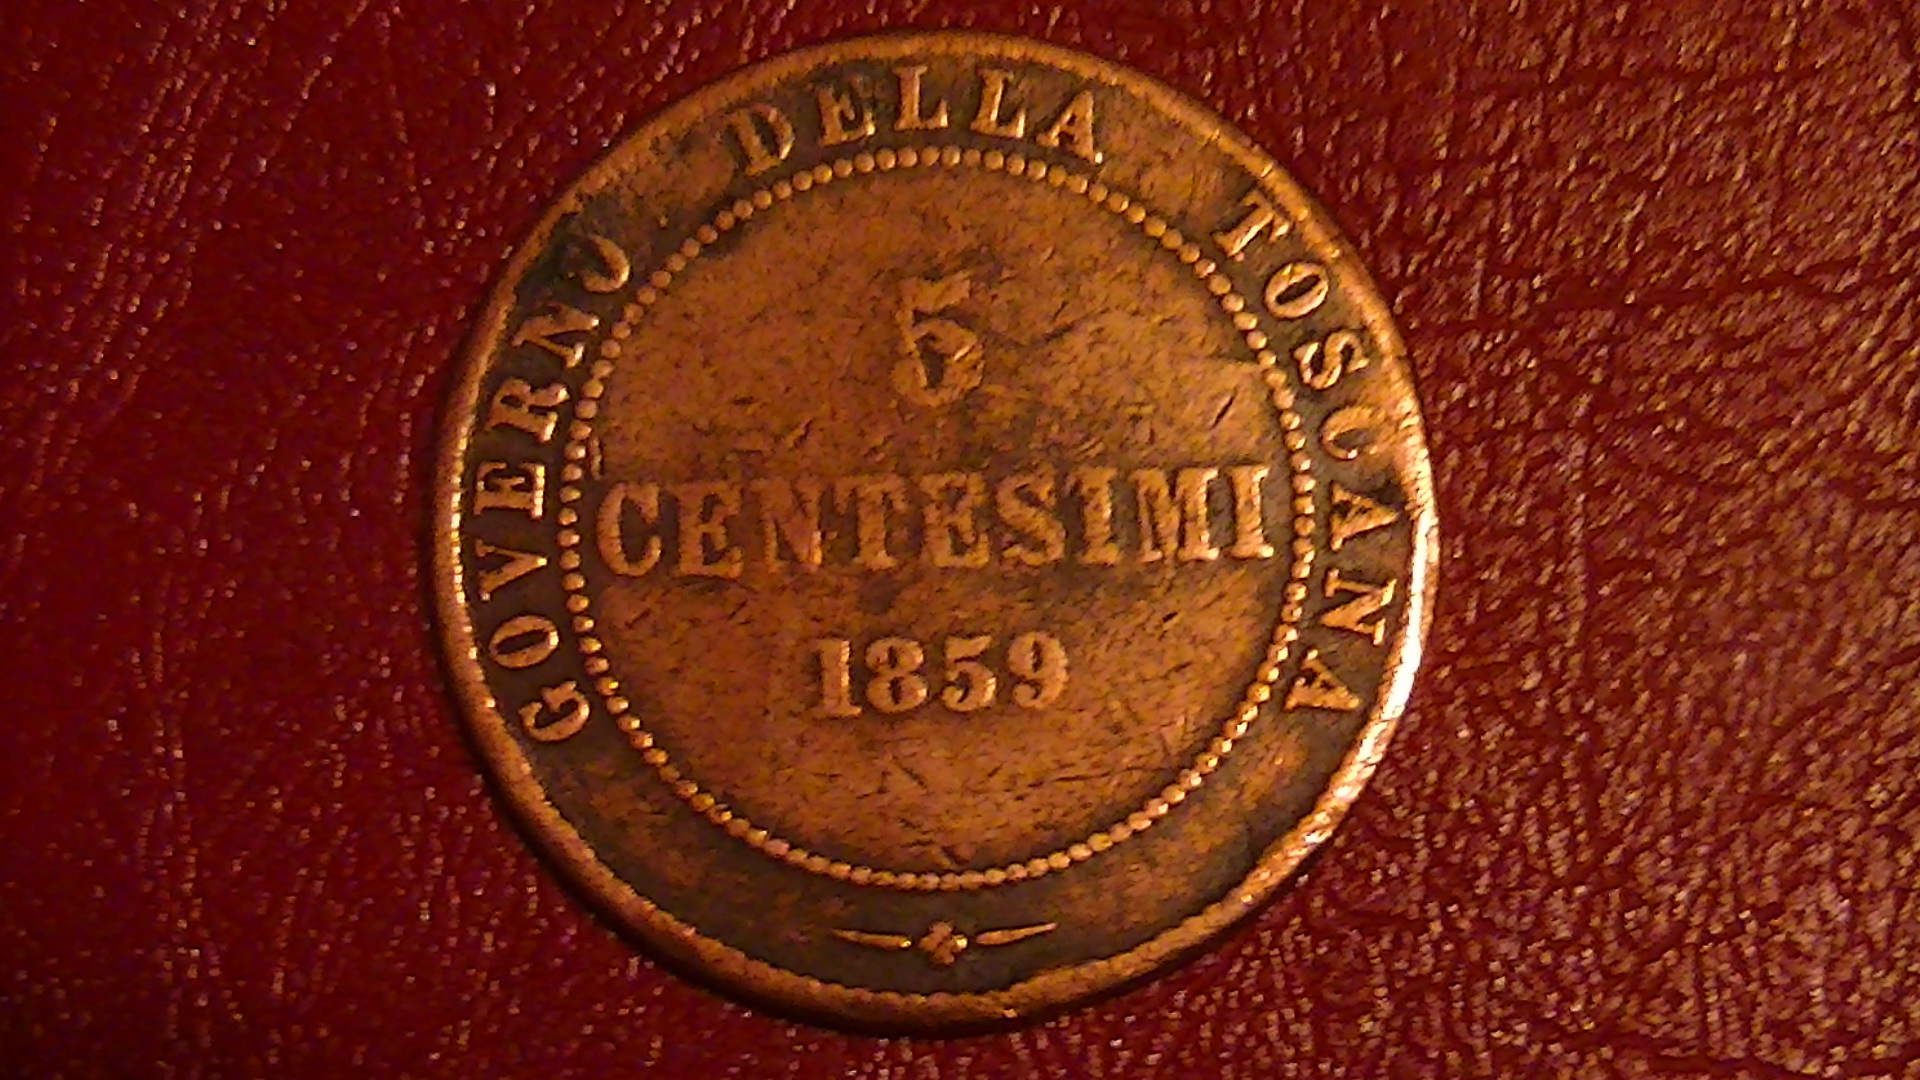 GOVERNO DELLA TOSCANA
5
CENTESIMI
1859